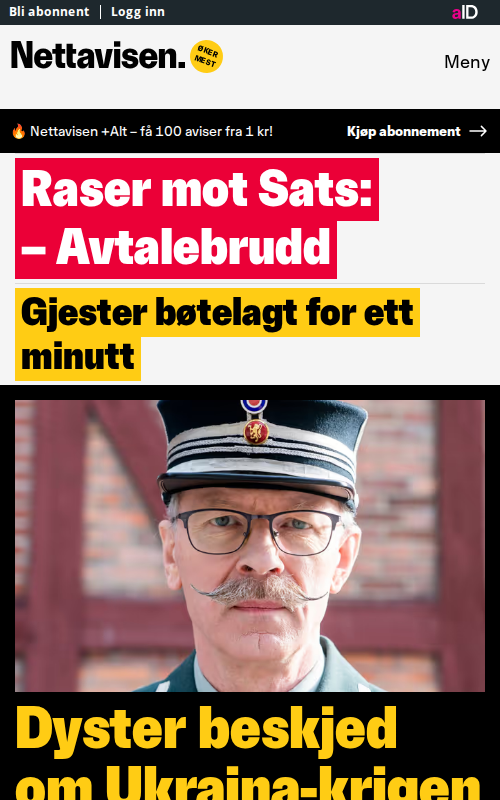 Bli abonnent
Logg inn
aID
Nettavisen.
ØKER
MEST
Meny
🔥 Nettavisen +Alt – få 100 aviser fra 1 kr!
Kjøp abonnement →
Raser mot Sats:
– Avtalebrudd
Gjester bøtelagt for ett
minutt
Dyster beskjed
om Ukraina-krigen